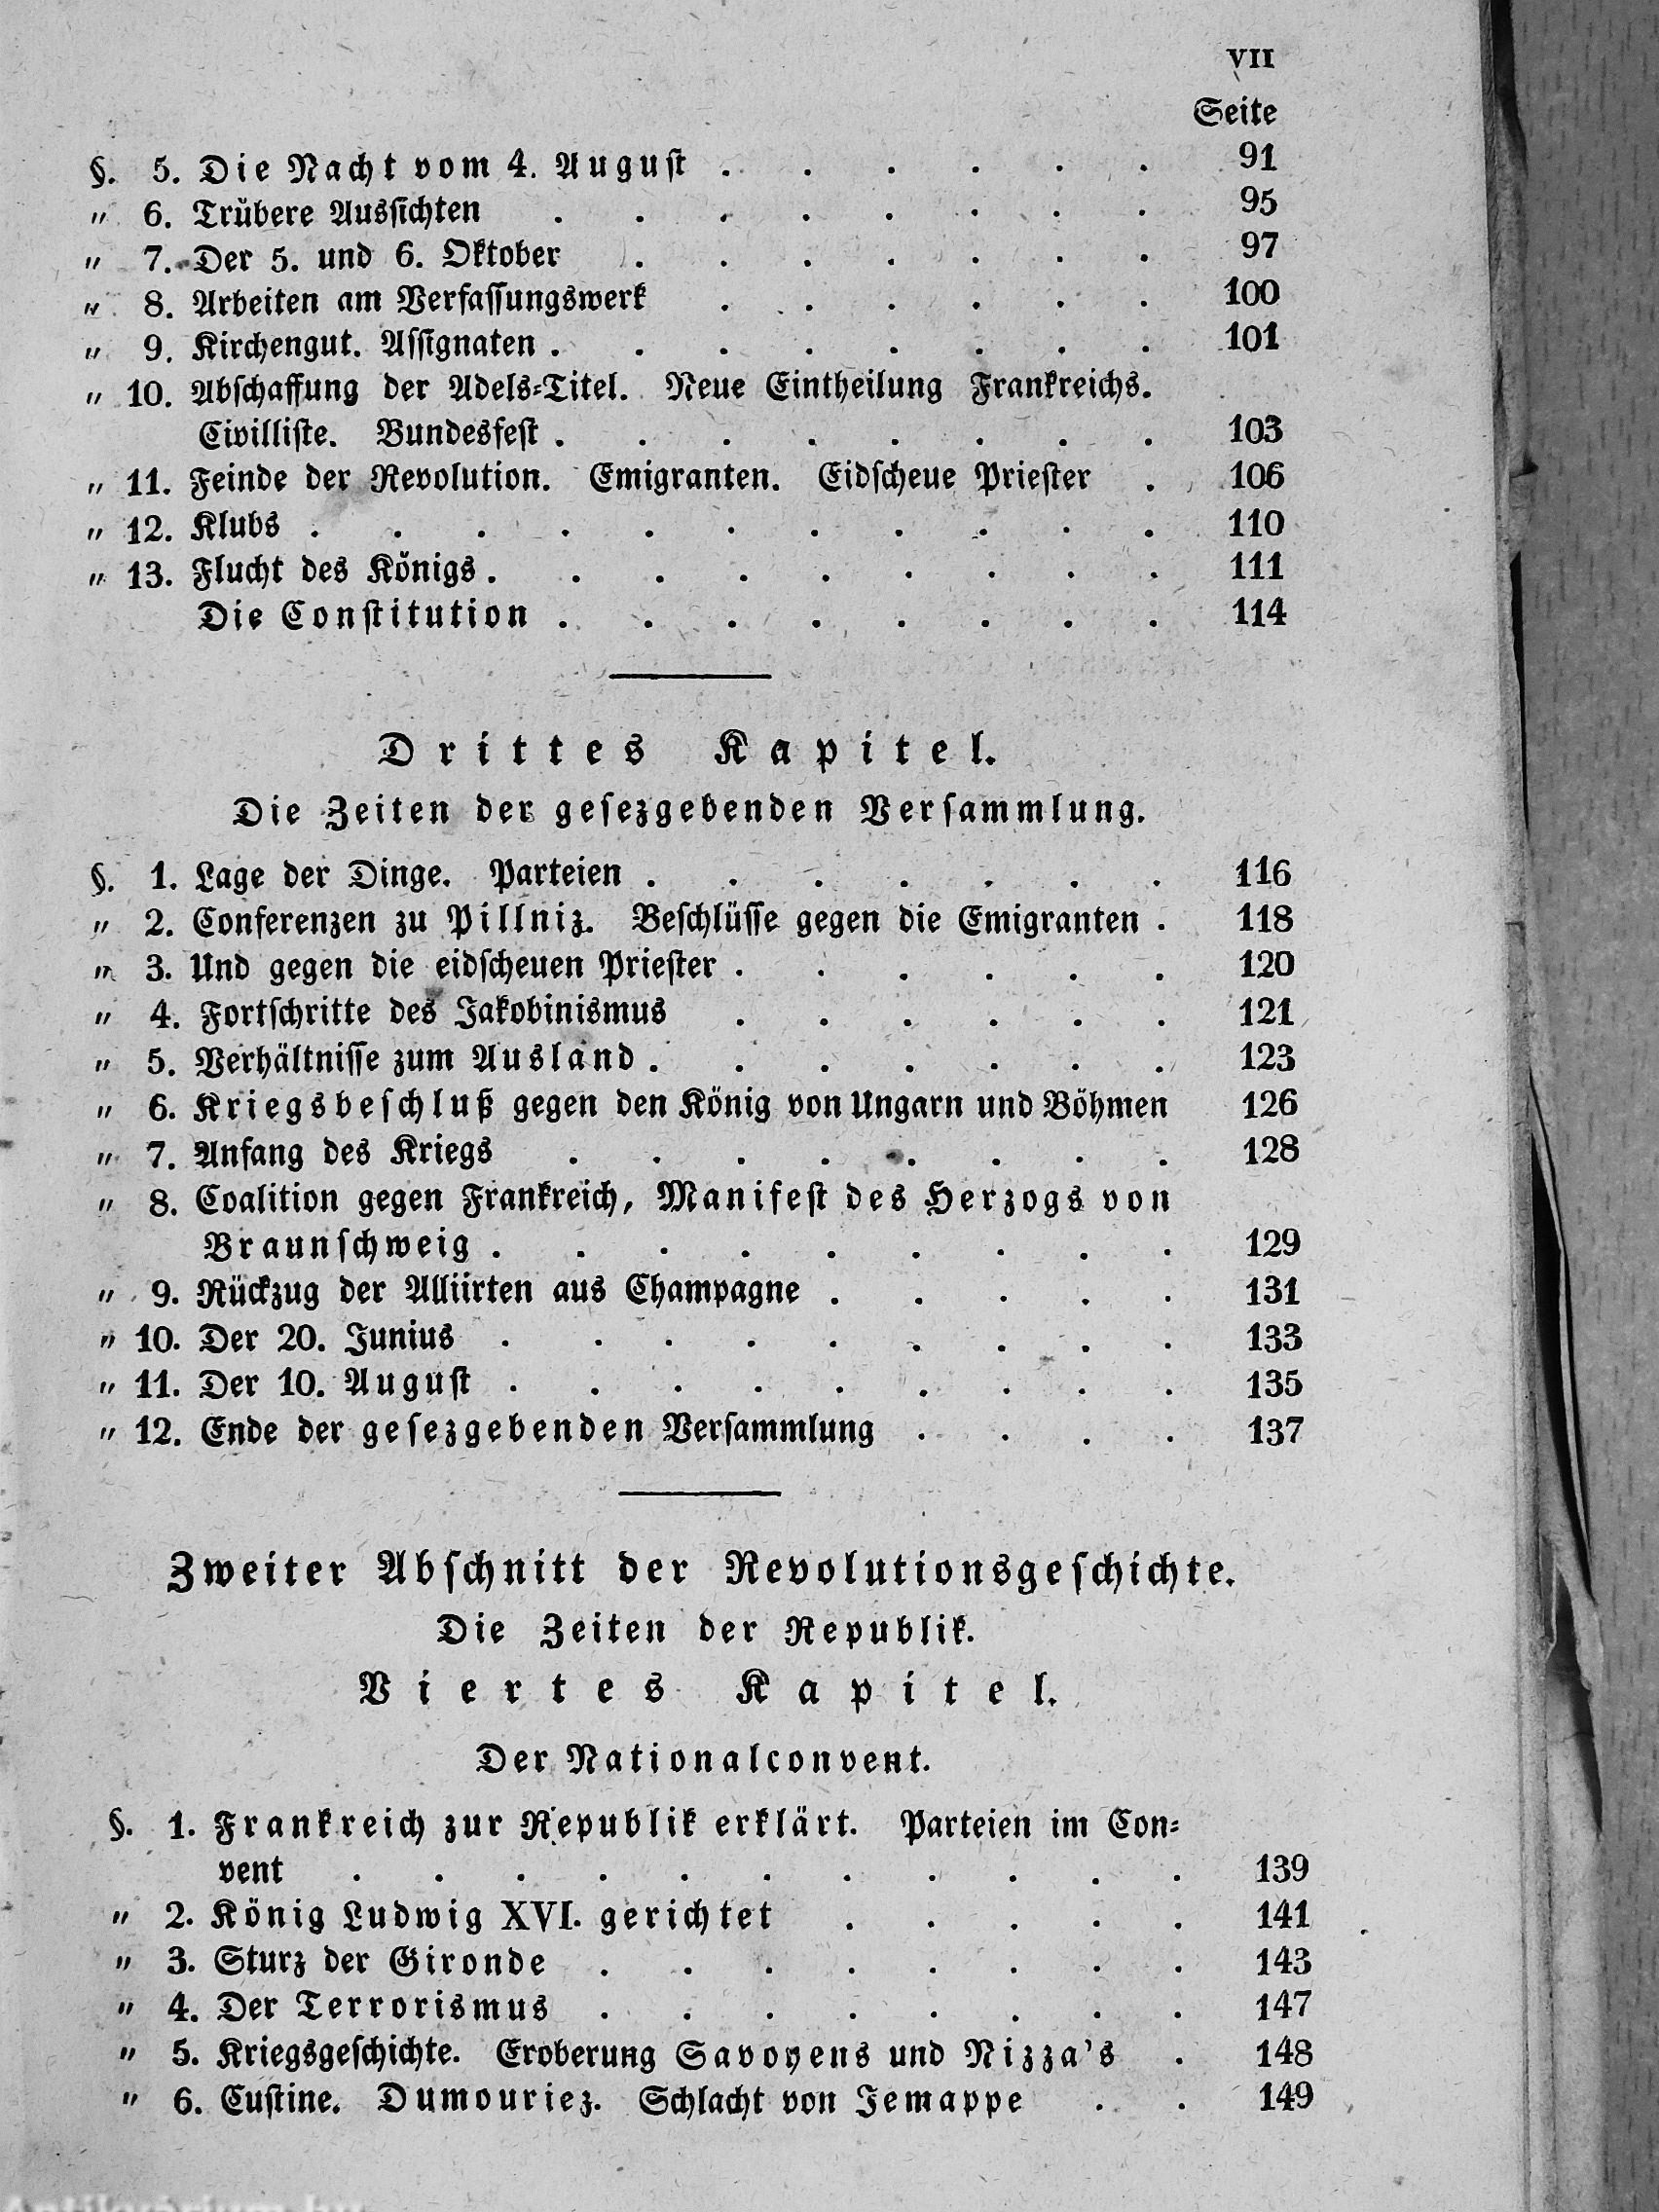 VII
Seite
§. 5. Die Nacht vom 4. August . . . . . . 91
" 6. Trübere Aussichten . . . . . . . . 95
" 7. Der 5. und 6. Oktober . . . . . . . 97
" 8. Arbeiten am Verfassungswerk . . . . . . 100
" 9. Kirchengut. Assignaten . . . . . . . . 101
" 10. Abschaffung der Adels-Titel. Neue Eintheilung Frankreichs.
Civilliste. Bundesfest . . . . . . . . 103
" 11. Feinde der Revolution. Emigranten. Eidscheue Priester . 106
" 12. Klubs . . . . . . . . . . . 110
" 13. Flucht des Königs . . . . . . . . . 111
Die Constitution . . . . . . . . 114
Drittes Kapitel.
Die Zeiten der gesezgebenden Versammlung.
§. 1. Lage der Dinge. Parteien . . . . . . . 116
" 2. Conferenzen zu Pillniz. Beschlüsse gegen die Emigranten . 118
" 3. Und gegen die eidscheuen Priester . . . . . . 120
" 4. Fortschritte des Jakobinismus . . . . . . 121
" 5. Verhältnisse zum Ausland . . . . . . . 123
" 6. Kriegsbeschluß gegen den König von Ungarn und Böhmen 126
" 7. Anfang des Kriegs . . . . . . . . 128
" 8. Coalition gegen Frankreich, Manifest des Herzogs von
Braunschweig . . . . . . . . . 129
" 9. Rückzug der Alliirten aus Champagne . . . . . 131
" 10. Der 20. Junius . . . . . . . . . 133
" 11. Der 10. August . . . . . . . . . 135
" 12. Ende der gesezgebenden Versammlung . . . . 137
Zweiter Abschnitt der Revolutionsgeschichte.
Die Zeiten der Republik.
Viertes Kapitel.
Der Nationalconvent.
§. 1. Frankreich zur Republik erklärt. Parteien im Con-
vent . . . . . . . . . . . 139
" 2. König Ludwig XVI. gerichtet . . . . . 141
" 3. Sturz der Gironde . . . . . . . . 143
" 4. Der Terrorismus . . . . . . . . 147
" 5. Kriegsgeschichte. Eroberung Savoyens und Nizza's . 148
" 6. Custine. Dumouriez. Schlacht von Jemappe . . 149